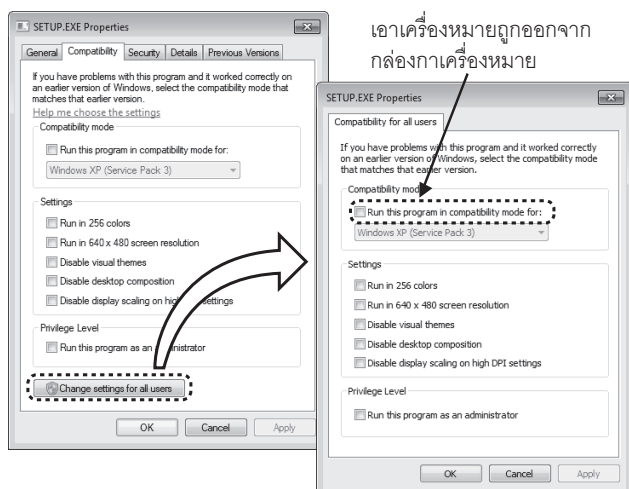 SETUP.EXE Properties
General Compatibility Security Details Previous Versions
If you have problems with this program and it worked correctly on
an earlier version of Windows, select the compatibility mode that
matches that earlier version.
Help me choose the settings
Compatibility mode
Run this program in compatibility mode for:
Windows XP (Service Pack 3)
Settings
Run in 256 colors
Run in 640 x 480 screen resolution
Disable visual themes
Disable desktop composition
Disable display scaling on high settings
Privilege Level
Run this program as an administrator
Change settings for all users
OK Cancel Apply
เอาเครื่องหมายถูกออกจาก
กล่องกาเครื่องหมาย
SETUP.EXE Properties
Compatibility for all users
If you have problems with this program and it worked correctly
on an earlier version of Windows, select the compatibility mode
that matches that earlier version.
Compatibility mode
Run this program in compatibility mode for:
Windows XP (Service Pack 3)
Settings
Run in 256 colors
Run in 640 x 480 screen resolution
Disable visual themes
Disable desktop composition
Disable display scaling on high DPI settings
Privilege Level
Run this program as an administrator
OK Cancel Apply